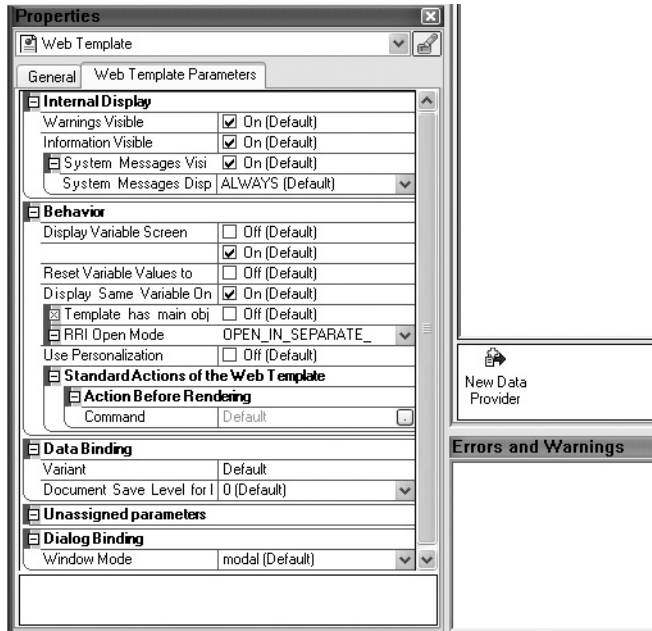 Properties
Web Template
General
Web Template Parameters
Internal Display
Warnings Visible On (Default)
Information Visible On (Default)
System Messages Visi On (Default)
System Messages Disp ALWAYS (Default)
Behavior
Display Variable Screen Off (Default)
On (Default)
Reset Variable Values to Off (Default)
Display Same Variable On On (Default)
Template has main obj Off (Default)
RRI Open Mode OPEN_IN_SEPARATE_
Use Personalization Off (Default)
Standard Actions of the Web Template
Action Before Rendering
Command Default
Data Binding
Variant Default
Document Save Level for I 0 (Default)
Unassigned parameters
Dialog Binding
Window Mode modal (Default)
New Data
Provider
Errors and Warnings